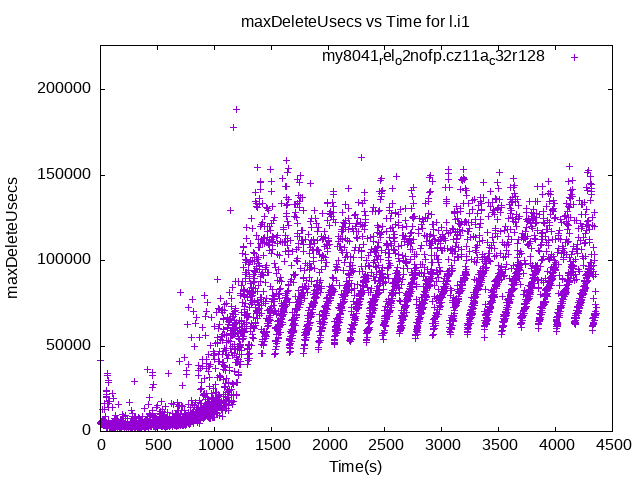 maxDeleteUsecs vs Time for l.i1
my8041relo2nofp.cz11ac32r128
maxDeleteUsecs
200000
150000
100000
50000
0
0 500 1000 1500 2000 2500 3000 3500 4000 4500
Time(s)